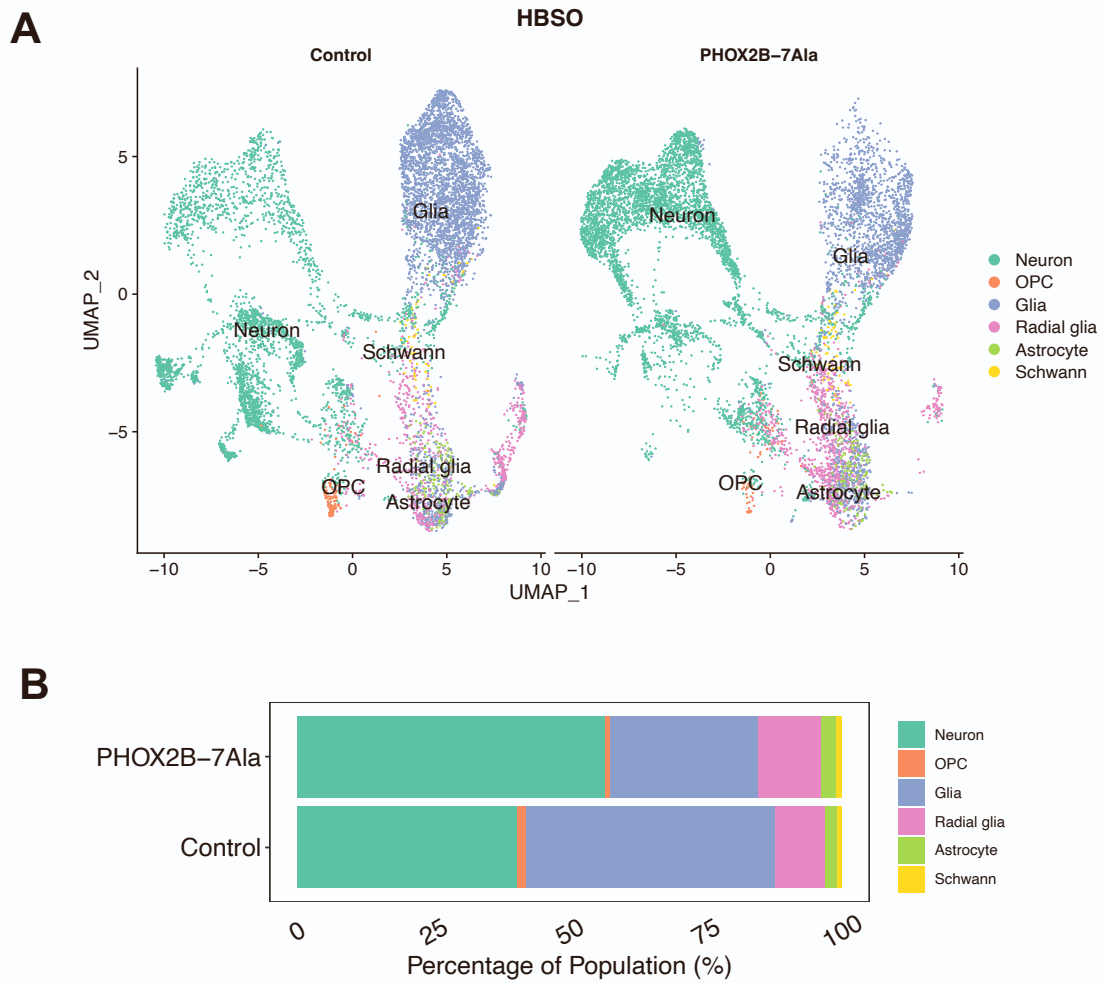 A
HBSO
Control
PHOX2B−7Ala
5
0
−5
UMAP_2
Glia
Neuron
Schwann
Radial glia
OPC
Astrocyte
Neuron
Glia
Schwann
Radial glia
OPC
Astrocyte
Neuron
OPC
Glia
Radial glia
Astrocyte
Schwann
−10 −5 0 5 10
−10 −5 0 5 10
UMAP_1
B
PHOX2B−7Ala
Control
Neuron
OPC
Glia
Radial glia
Astrocyte
Schwann
0 25 50 75 100
Percentage of Population (%)